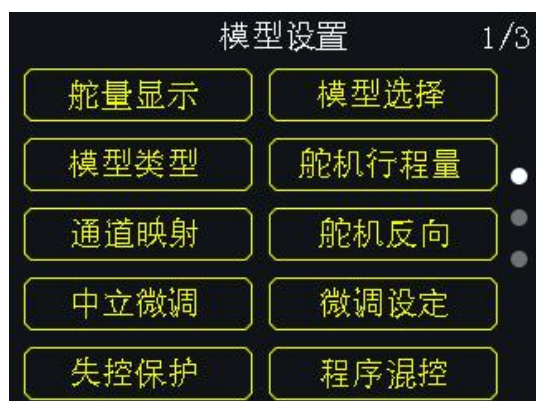 模型设置 1/3
舵量显示 模型选择
模型类型 舵机行程量
通道映射 舵机反向
中立微调 微调设定
失控保护 程序混控